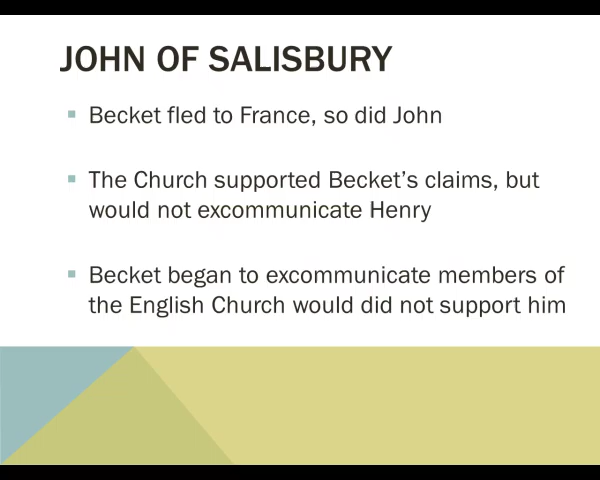 JOHN OF SALISBURY
Becket fled to France, so did John
The Church supported Becket's claims, but
would not excommunicate Henry
Becket began to excommunicate members of
the English Church would did not support him